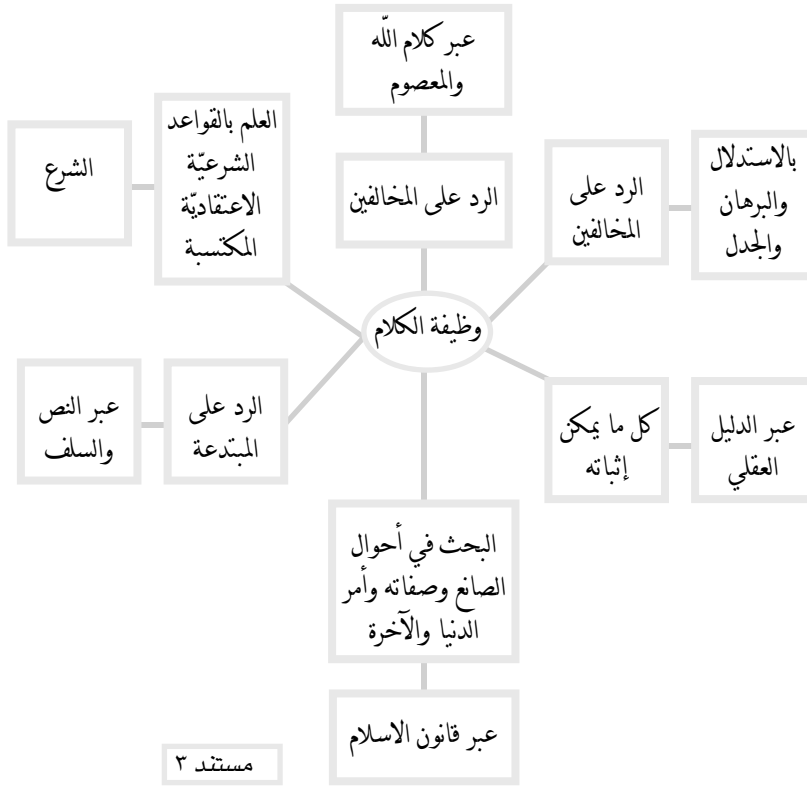 عبر كلام اللّه
والمعصوم
الرد على المخالفين
بالاستدلال
والبرهان
والجدل
الرد على
المخالفين
العلم بالقواعد
الشرعيّة
الاعتقاديّة
المكتسبة
الشرع
وظيفة الكلام
عبر الدليل
العقلي
كل ما يمكن
إثباته
الرد على
المبتدعة
عبر النص
والسلف
البحث في أحوال
الصانع وصفاته وأمر
الدنيا والآخرة
عبر قانون الاسلام
مستند ٣